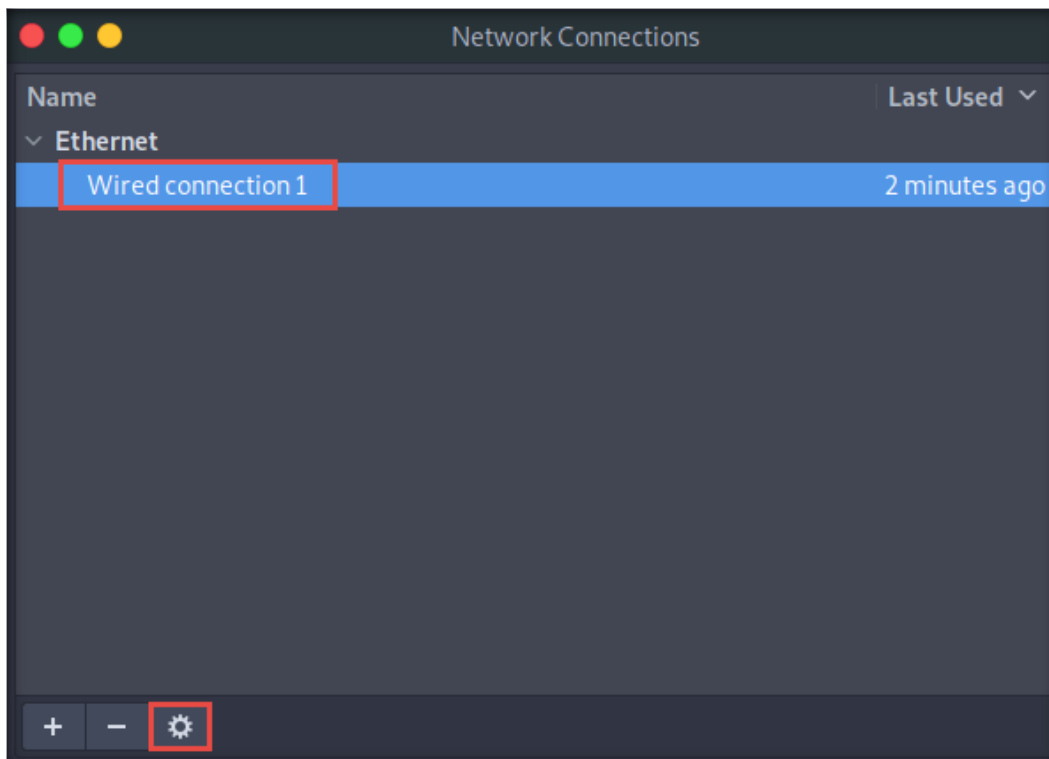 Network Connections
Name Last Used
Ethernet
Wired connection 1 2 minutes ago